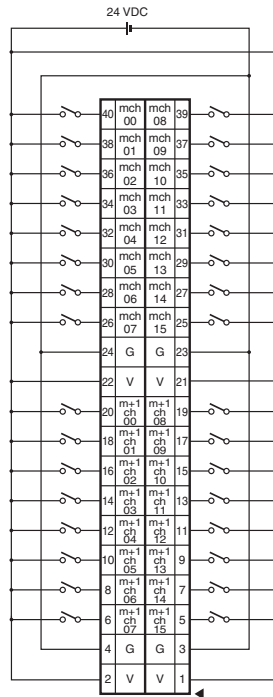 24 VDC
40 mch 00 mch 08 39
38 mch 01 mch 09 37
36 mch 02 mch 10 35
34 mch 03 mch 11 33
32 mch 04 mch 12 31
30 mch 05 mch 13 29
28 mch 06 mch 14 27
26 mch 07 mch 15 25
24 G G 23
22 V V 21
20 m+1 ch 00 m+1 ch 08 19
18 m+1 ch 01 m+1 ch 09 17
16 m+1 ch 02 m+1 ch 10 15
14 m+1 ch 03 m+1 ch 11 13
12 m+1 ch 04 m+1 ch 12 11
10 m+1 ch 05 m+1 ch 13 9
8 m+1 ch 06 m+1 ch 14 7
6 m+1 ch 07 m+1 ch 15 5
4 G G 3
2 V V 1